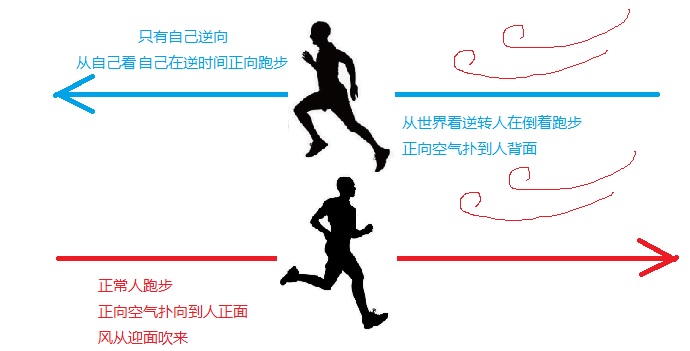 只有自己逆向
从自己看自己在逆时间正向跑步
从世界看逆转人在倒着跑步
正向空气扑到人背面
正常人跑步
正向空气扑向到人正面
风从迎面吹来